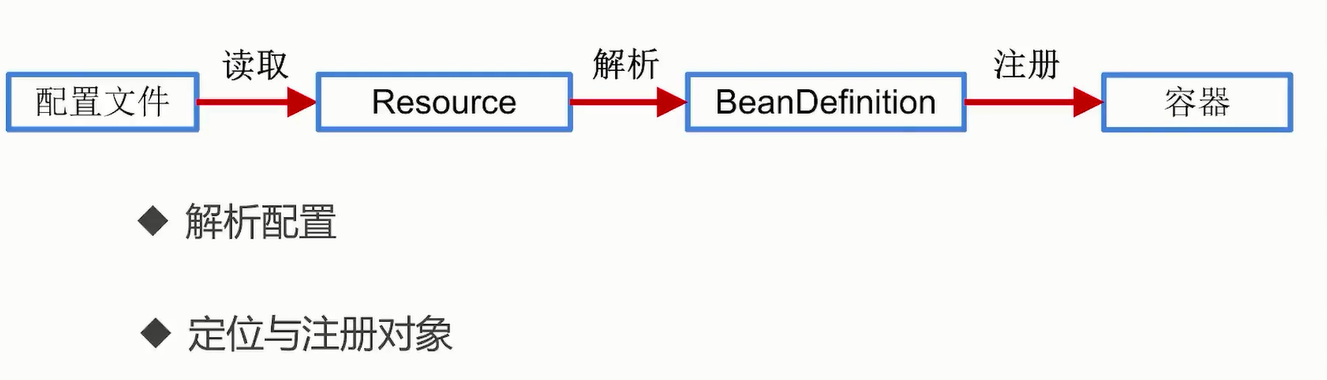 读取 解析 注册
配置文件 Resource BeanDefinition 容器
◆ 解析配置
◆ 定位与注册对象